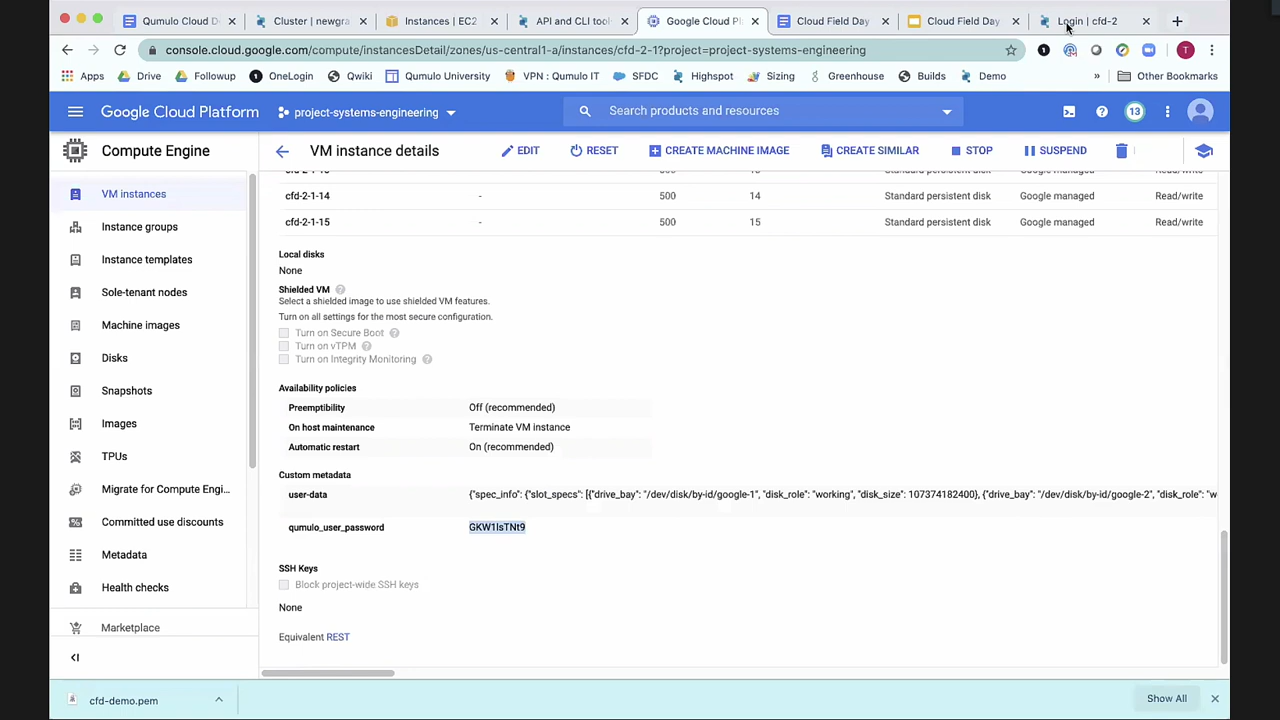 Qumulo Cloud D
Cluster | newgra
Instances | EC2
API and CLI tool
Google Cloud Pl
Cloud Field Day
Cloud Field Day
Login | cfd-2
console.cloud.google.com/compute/instancesDetail/zones/us-central1-a/instances/cfd-2-1?project=project-systems-engineering
T
Apps
Drive
Followup
OneLogin
Qwiki
Qumulo University
VPN : Qumulo IT
SFDC
Highspot
Sizing
Greenhouse
Builds
Demo
»
Other Bookmarks
Google Cloud Platform
project-systems-engineering
Search products and resources
13
Compute Engine
VM instance details
EDIT
RESET
CREATE MACHINE IMAGE
CREATE SIMILAR
STOP
SUSPEND
VM instances
Instance groups
Instance templates
Sole-tenant nodes
Machine images
Disks
Snapshots
Images
TPUs
Migrate for Compute Engi...
Committed use discounts
Metadata
Health checks
Marketplace
cfd-2-1-14 - 500 14 Standard persistent disk Google managed Read/write
cfd-2-1-15 - 500 15 Standard persistent disk Google managed Read/write
Local disks
None
Shielded VM
Select a shielded image to use shielded VM features.
Turn on all settings for the most secure configuration.
Turn on Secure Boot
Turn on vTPM
Turn on Integrity Monitoring
Availability policies
Preemptibility Off (recommended)
On host maintenance Terminate VM instance
Automatic restart On (recommended)
Custom metadata
user-data {"spec_info": {"slot_specs": [{"drive_bay": "/dev/disk/by-id/google-1", "disk_role": "working", "disk_size": 107374182400}, {"drive_bay": "/dev/disk/by-id/google-2", "disk_role": "w
qumulo_user_password GKW1lsTNt9
SSH Keys
Block project-wide SSH keys
None
Equivalent REST
cfd-demo.pem
Show All